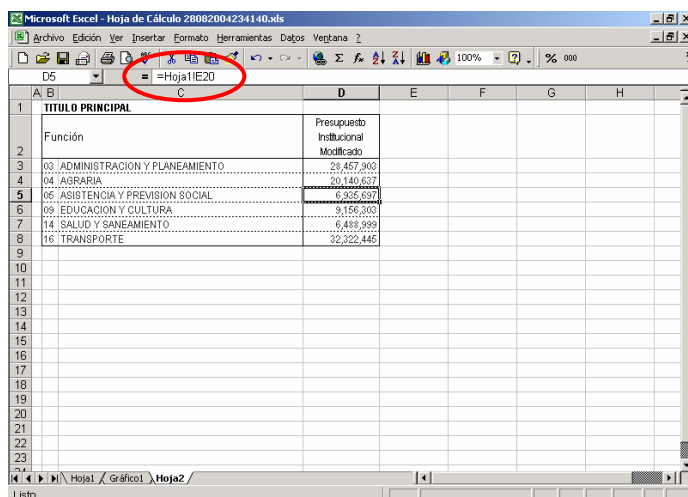 Microsoft Excel - Hoja de Cálculo 28082004234140.xls
Archivo Edición Ver Insertar Formato Herramientas Datos Ventana ?
100% % 000
D5 = =Hoja1!E20
A B C D E F G H
1 TITULO PRINCIPAL
Presupuesto
Función Institucional
2 Modificado
3 03 ADMINISTRACION Y PLANEAMIENTO 28,457,903
4 04 AGRARIA 20,140,637
5 05 ASISTENCIA Y PREVISION SOCIAL 6,935,697
6 09 EDUCACION Y CULTURA 9,156,303
7 14 SALUD Y SANEAMIENTO 6,488,999
8 16 TRANSPORTE 32,322,445
9
10
11
12
13
14
15
16
17
18
19
20
21
22
23
24
Hoja1 Gráfico1 Hoja2
Listo